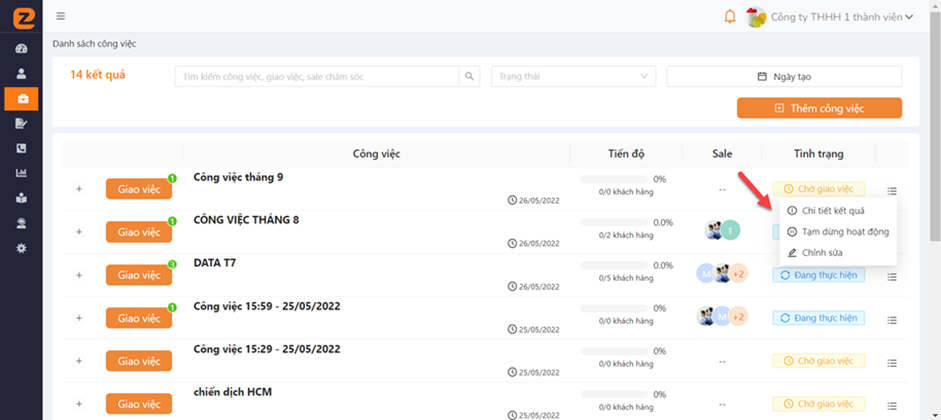 Công ty THHH 1 thành viên
Danh sách công việc
14 kết quả
Tìm kiếm công việc, giao việc, sale chăm sóc
Trạng thái
Ngày tạo
Thêm công việc
Công việc Tiến độ Sale Tình trạng
+ Giao việc 1 Công việc tháng 9 26/05/2022 0% 0/0 khách hàng -- Chờ giao việc
Chi tiết kết quả
Tạm dừng hoạt động
Chỉnh sửa
+ Giao việc 1 CÔNG VIỆC THÁNG 8 26/05/2022 0.0% 0/2 khách hàng T
+ Giao việc 3 DATA T7 26/05/2022 0.0% 0/5 khách hàng M +2 Đang thực hiện
+ Giao việc 1 Công việc 15:59 - 25/05/2022 25/05/2022 0% 0/0 khách hàng M +2 Đang thực hiện
+ Giao việc Công việc 15:29 - 25/05/2022 25/05/2022 0% 0/0 khách hàng -- Chờ giao việc
+ Giao việc chiến dịch HCM 25/05/2022 0% 0/0 khách hàng -- Chờ giao việc